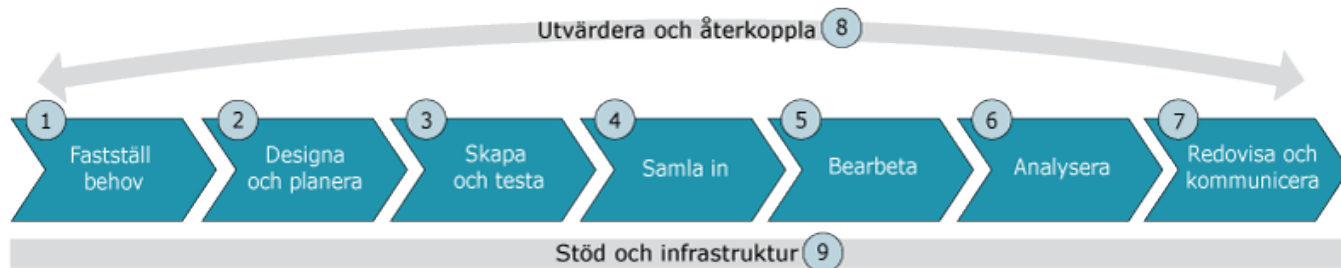 Utvärdera och återkoppla 8
1
Fastställ
behov
2
Designa
och planera
3
Skapa
och testa
4
Samla in
5
Bearbeta
6
Analysera
7
Redovisa och
kommunicera
Stöd och infrastruktur 9